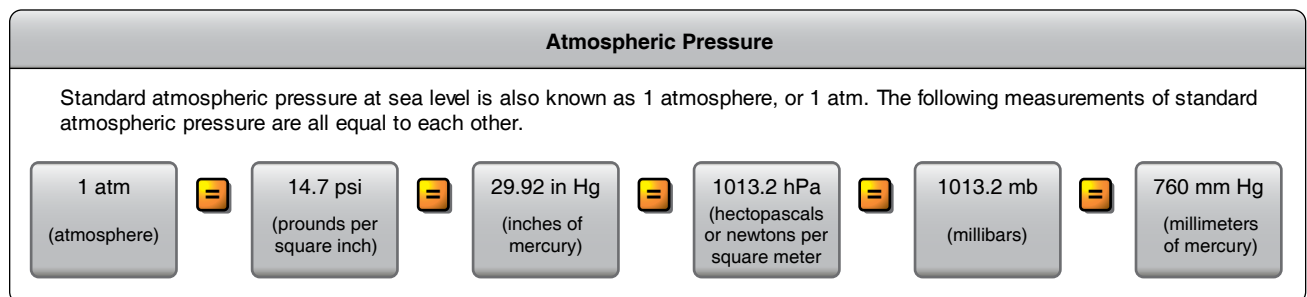 Atmospheric Pressure
Standard atmospheric pressure at sea level is also known as 1 atmosphere, or 1 atm. The following measurements of standard
atmospheric pressure are all equal to each other.
1 atm
(atmosphere)
=
14.7 psi
(prounds per
square inch)
=
29.92 in Hg
(inches of
mercury)
=
1013.2 hPa
(hectopascals
or newtons per
square meter
=
1013.2 mb
(millibars)
=
760 mm Hg
(millimeters
of mercury)